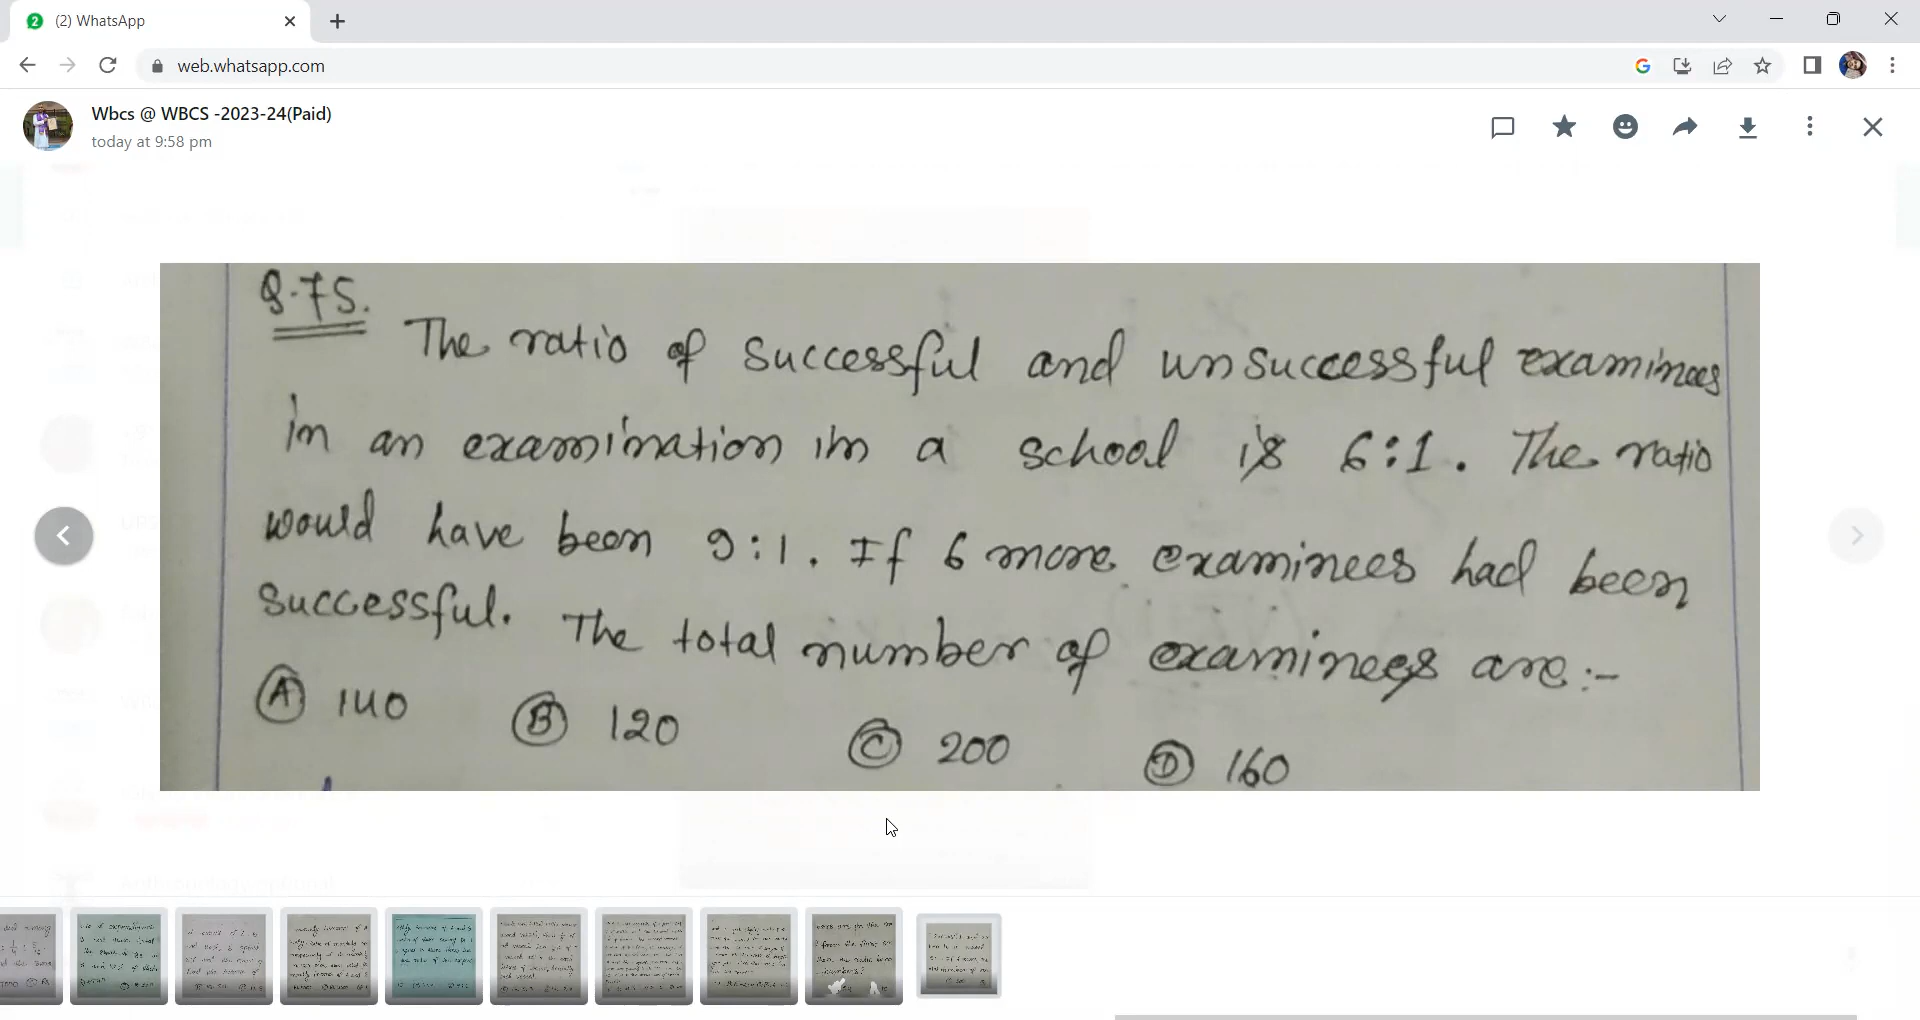 (2) WhatsApp
web.whatsapp.com
Wbcs @ WBCS -2023-24(Paid)
today at 9:58 pm
Q.75.
The ratio of successful and unsuccessful examinees
in an examination in a school is 6:1. The ratio
would have been 9:1. If 6 more examinees had been
successful. The total number of examinees are:-
(A) 140 (B) 120 (C) 200 (D) 160